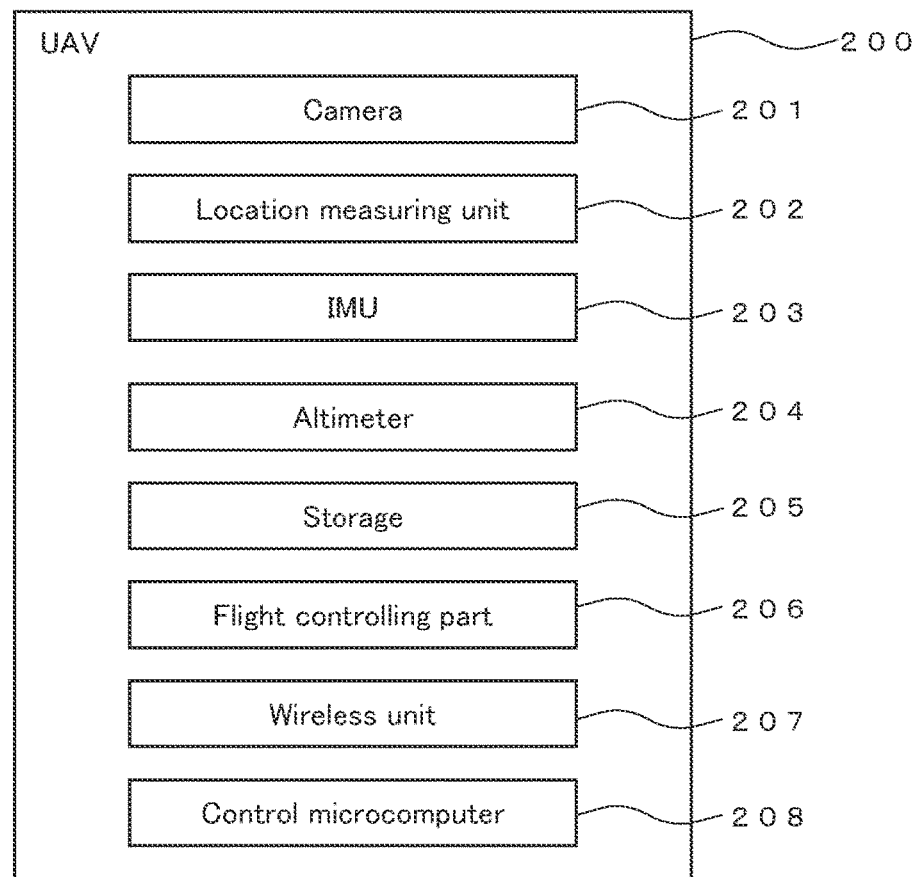 UAV
200
Camera
201
Location measuring unit
202
IMU
203
Altimeter
204
Storage
205
Flight controlling part
206
Wireless unit
207
Control microcomputer
208